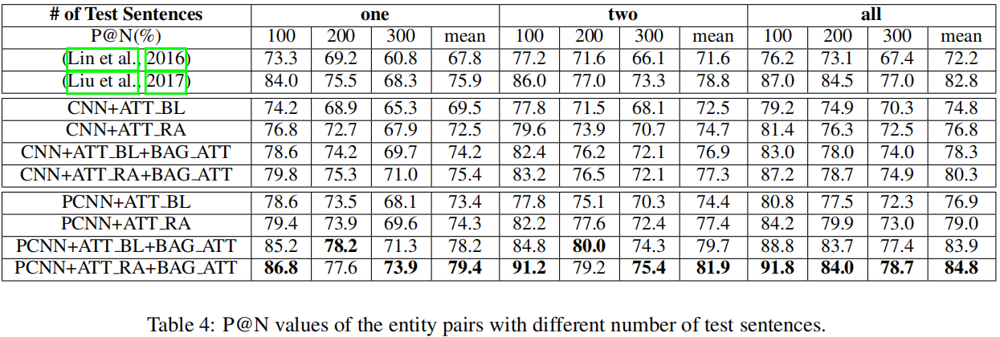 # of Test Sentences one two all
P@N(%) 100 200 300 mean 100 200 300 mean 100 200 300 mean
(Lin et al., 2016) 73.3 69.2 60.8 67.8 77.2 71.6 66.1 71.6 76.2 73.1 67.4 72.2
(Liu et al., 2017) 84.0 75.5 68.3 75.9 86.0 77.0 73.3 78.8 87.0 84.5 77.0 82.8
CNN+ATT_BL 74.2 68.9 65.3 69.5 77.8 71.5 68.1 72.5 79.2 74.9 70.3 74.8
CNN+ATT_RA 76.8 72.7 67.9 72.5 79.6 73.9 70.7 74.7 81.4 76.3 72.5 76.8
CNN+ATT_BL+BAG_ATT 78.6 74.2 69.7 74.2 82.4 76.2 72.1 76.9 83.0 78.0 74.0 78.3
CNN+ATT_RA+BAG_ATT 79.8 75.3 71.0 75.4 83.2 76.5 72.1 77.3 87.2 78.7 74.9 80.3
PCNN+ATT_BL 78.6 73.5 68.1 73.4 77.8 75.1 70.3 74.4 80.8 77.5 72.3 76.9
PCNN+ATT_RA 79.4 73.9 69.6 74.3 82.2 77.6 72.4 77.4 84.2 79.9 73.0 79.0
PCNN+ATT_BL+BAG_ATT 85.2 78.2 71.3 78.2 84.8 80.0 74.3 79.7 88.8 83.7 77.4 83.9
PCNN+ATT_RA+BAG_ATT 86.8 77.6 73.9 79.4 91.2 79.2 75.4 81.9 91.8 84.0 78.7 84.8
Table 4: P@N values of the entity pairs with different number of test sentences.